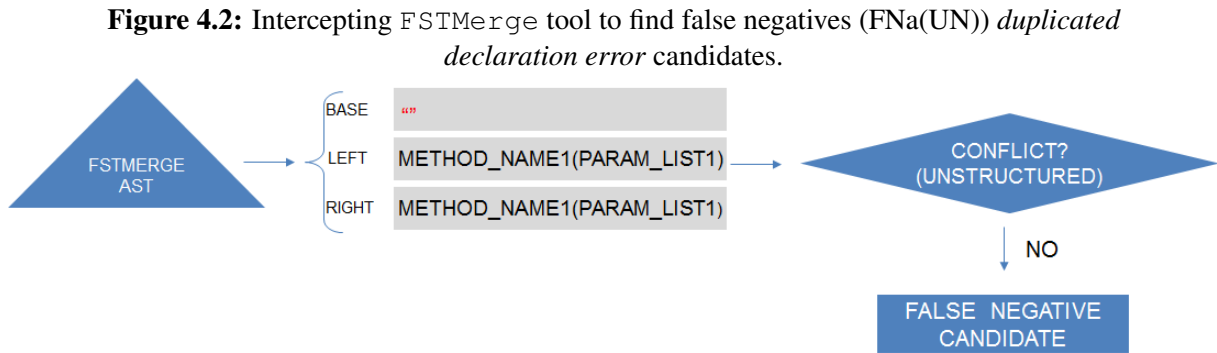 Figure 4.2: Intercepting FSTMerge tool to find false negatives (FNa(UN)) duplicated
declaration error candidates.
FSTMERGE
AST
BASE
“”
LEFT
METHOD_NAME1(PARAM_LIST1)
RIGHT
METHOD_NAME1(PARAM_LIST1)
CONFLICT?
(UNSTRUCTURED)
NO
FALSE NEGATIVE
CANDIDATE